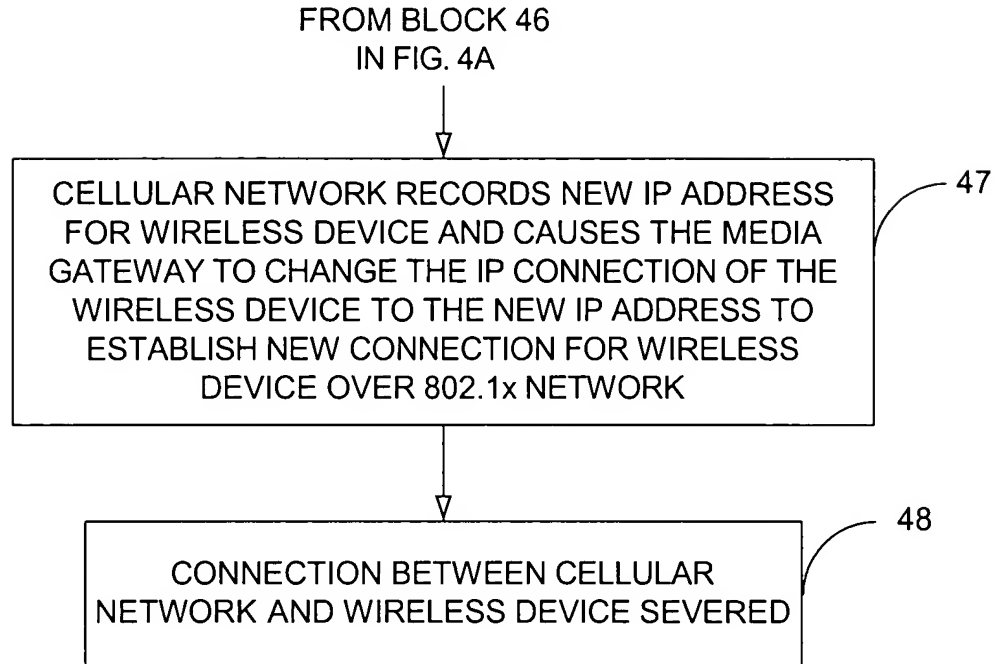 FROM BLOCK 46
IN FIG. 4A
CELLULAR NETWORK RECORDS NEW IP ADDRESS
FOR WIRELESS DEVICE AND CAUSES THE MEDIA
GATEWAY TO CHANGE THE IP CONNECTION OF THE
WIRELESS DEVICE TO THE NEW IP ADDRESS TO
ESTABLISH NEW CONNECTION FOR WIRELESS
DEVICE OVER 802.1x NETWORK
47
CONNECTION BETWEEN CELLULAR
NETWORK AND WIRELESS DEVICE SEVERED
48